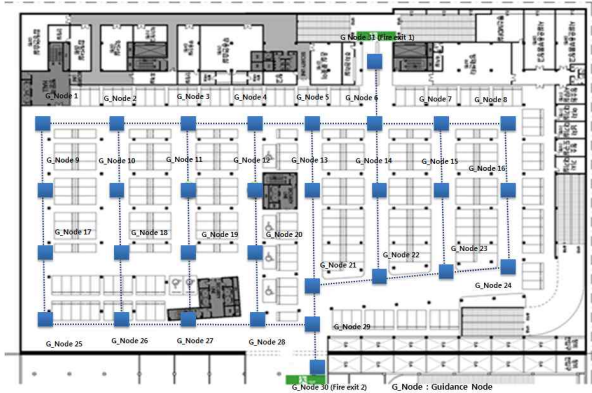 G_Node 31 (Fire exit 1)
G_Node 1
G_Node 2
G_Node 3
G_Node 4
G_Node 5
G_Node 6
G_Node 7
G_Node 8
G_Node 9
G_Node 10
G_Node 11
G_Node 12
G_Node 13
G_Node 14
G_Node 15
G_Node 16
G_Node 17
G_Node 18
G_Node 19
G_Node 20
G_Node 21
G_Node 22
G_Node 23
G_Node 24
G_Node 25
G_Node 26
G_Node 27
G_Node 28
G_Node 29
G_Node 30 (Fire exit 2)
G_Node : Guidance Node